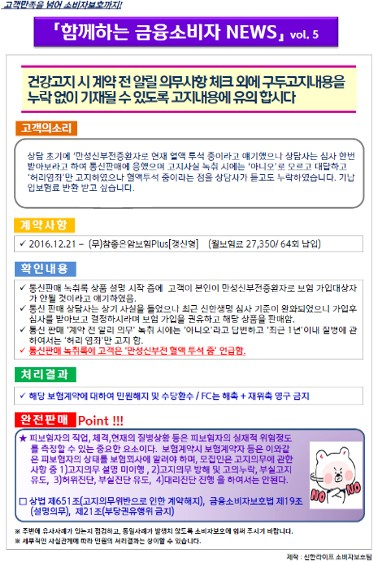 고객만족을 넘어 소비자보호까지!
『함께하는 금융소비자 NEWS』 vol. 5
건강고지 시 계약 전 알릴 의무사항 체크 외에 구두고지내용을
누락 없이 기재될 수 있도록 고지내용에 유의 합시다
고객의소리
상담 초기에 '만성신부전증환자로 현재 혈액 투석 중이라고 얘기했으나 상담사는 심사 한번
받아보라고 하여 통신판매에 응했으며 고지사실 녹취 시에는 '아니오'로 모르고 대답하고
'허리염좌'만 고지하였으나 혈액투석 중이라는 점을 상담사가 듣고도 누락하였습니다. 기납
입보험료 반환 받고 싶습니다.
계약사항
✓ 2016.12.21 – (무)참좋은암보험Plus[갱신형] (월보험료 27,350/ 64회 납입)
확인내용
✓ 통신판매 녹취록 상품 설명 시작 즘에 고객이 본인이 만성신부전증환자로 보험 가입대상자
가 안될 것이라고 얘기하였음.
✓ 통신 판매 상담사는 상기 사실을 들었으나 최근 신한생명 심사 기준이 완화되었으니 가입후
심사를 받아보고 결정하시라며 보험 가입을 권유하고 해당 상품을 판매함.
✓ 통신 판매 '계약 전 알리 의무' 녹취 시에는 '아니오'라고 답변하고 '최근 1년'이내 질병에 관
하여서는 '허리 염좌'만 고지 함.
✓ 통신판매 녹취록에 고객은 '만성신부전 혈액 투석 중' 언급함.
처리결과
✓ 해당 보험계약에 대하여 민원해지 및 수당환수 / FC는 해촉 + 재위촉 영구 금지
완전판매 Point !!!
★ 피보험자의 직업, 체격,현재의 질병상황 등은 피보험자의 실재적 위험정도
를 측정할 수 있는 중요한 요소이다. 보험계약시 보험계약자 등은 이와같
은 피보험자의 상태를 보험회사에 알려야 하며, 모집인은 고지의무에 관한
사항 중 1)고지의무 설명 미이행 , 2)고지의무 방해 및 고의누락, 부실고지
유도, 3)허위진단, 부실진단 유도, 4)대리진단 진행 을 하여서는 안된다.
NO NO
□ 상법 제651조(고지의무위반으로 인한 계약해지), 금융소비자보호법 제19조
(설명의무), 제21조(부당권유행위 금지)
※ 주변에 유사사례가 있는지 점검하고, 동일사례가 발생치 않도록 소비자보호에 힘써 주시기 바랍니다.
※ 세부적인 사실관계에 따라 민원의 처리결과는 상이할 수 있습니다.
제작 : 신한라이프 소비자보호팀